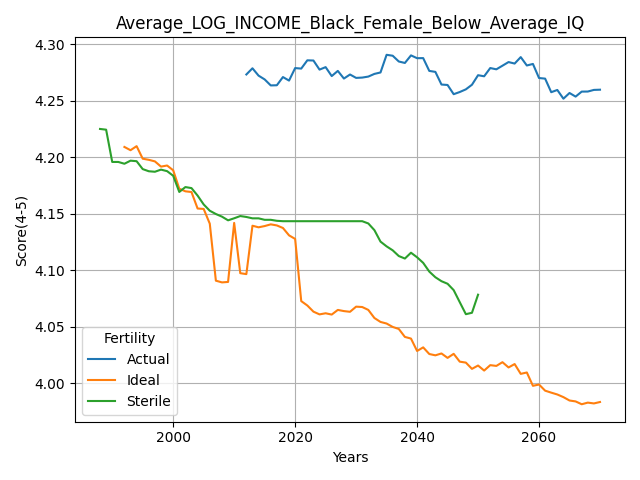 Average_LOG_INCOME_Black_Female_Below_Average_IQ
4.30
4.25
4.20
4.15
4.10
4.05
4.00
Score(4-5)
Fertility
Actual
Ideal
Sterile
2000 2020 2040 2060
Years